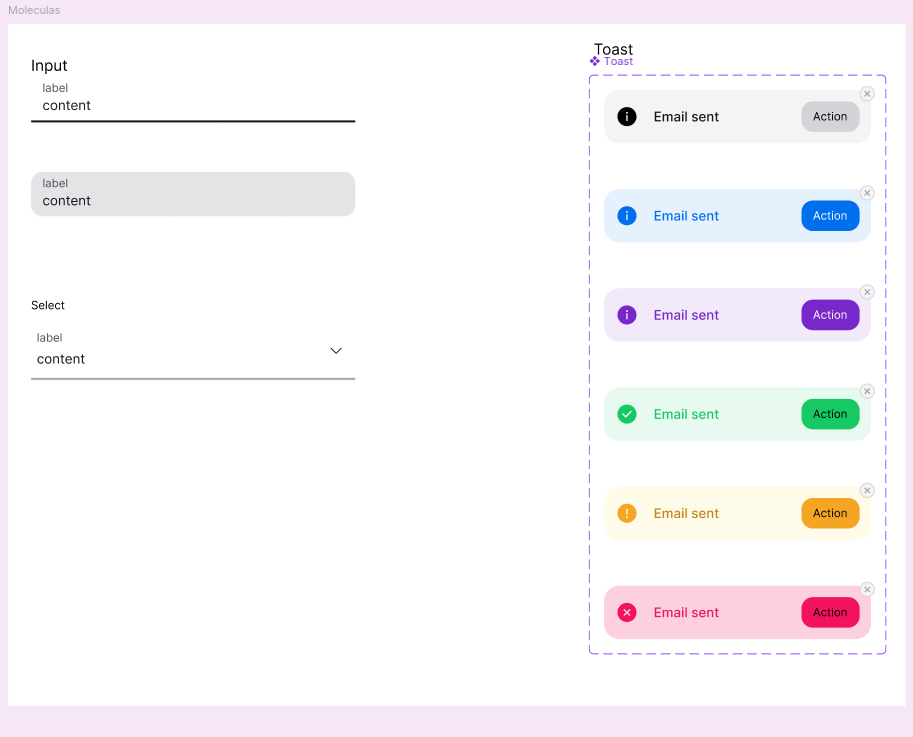 Moleculas
Input
label
content
label
content
Select
label
content
Toast
Toast
Email sent
Action
Email sent
Action
Email sent
Action
Email sent
Action
Email sent
Action
Email sent
Action